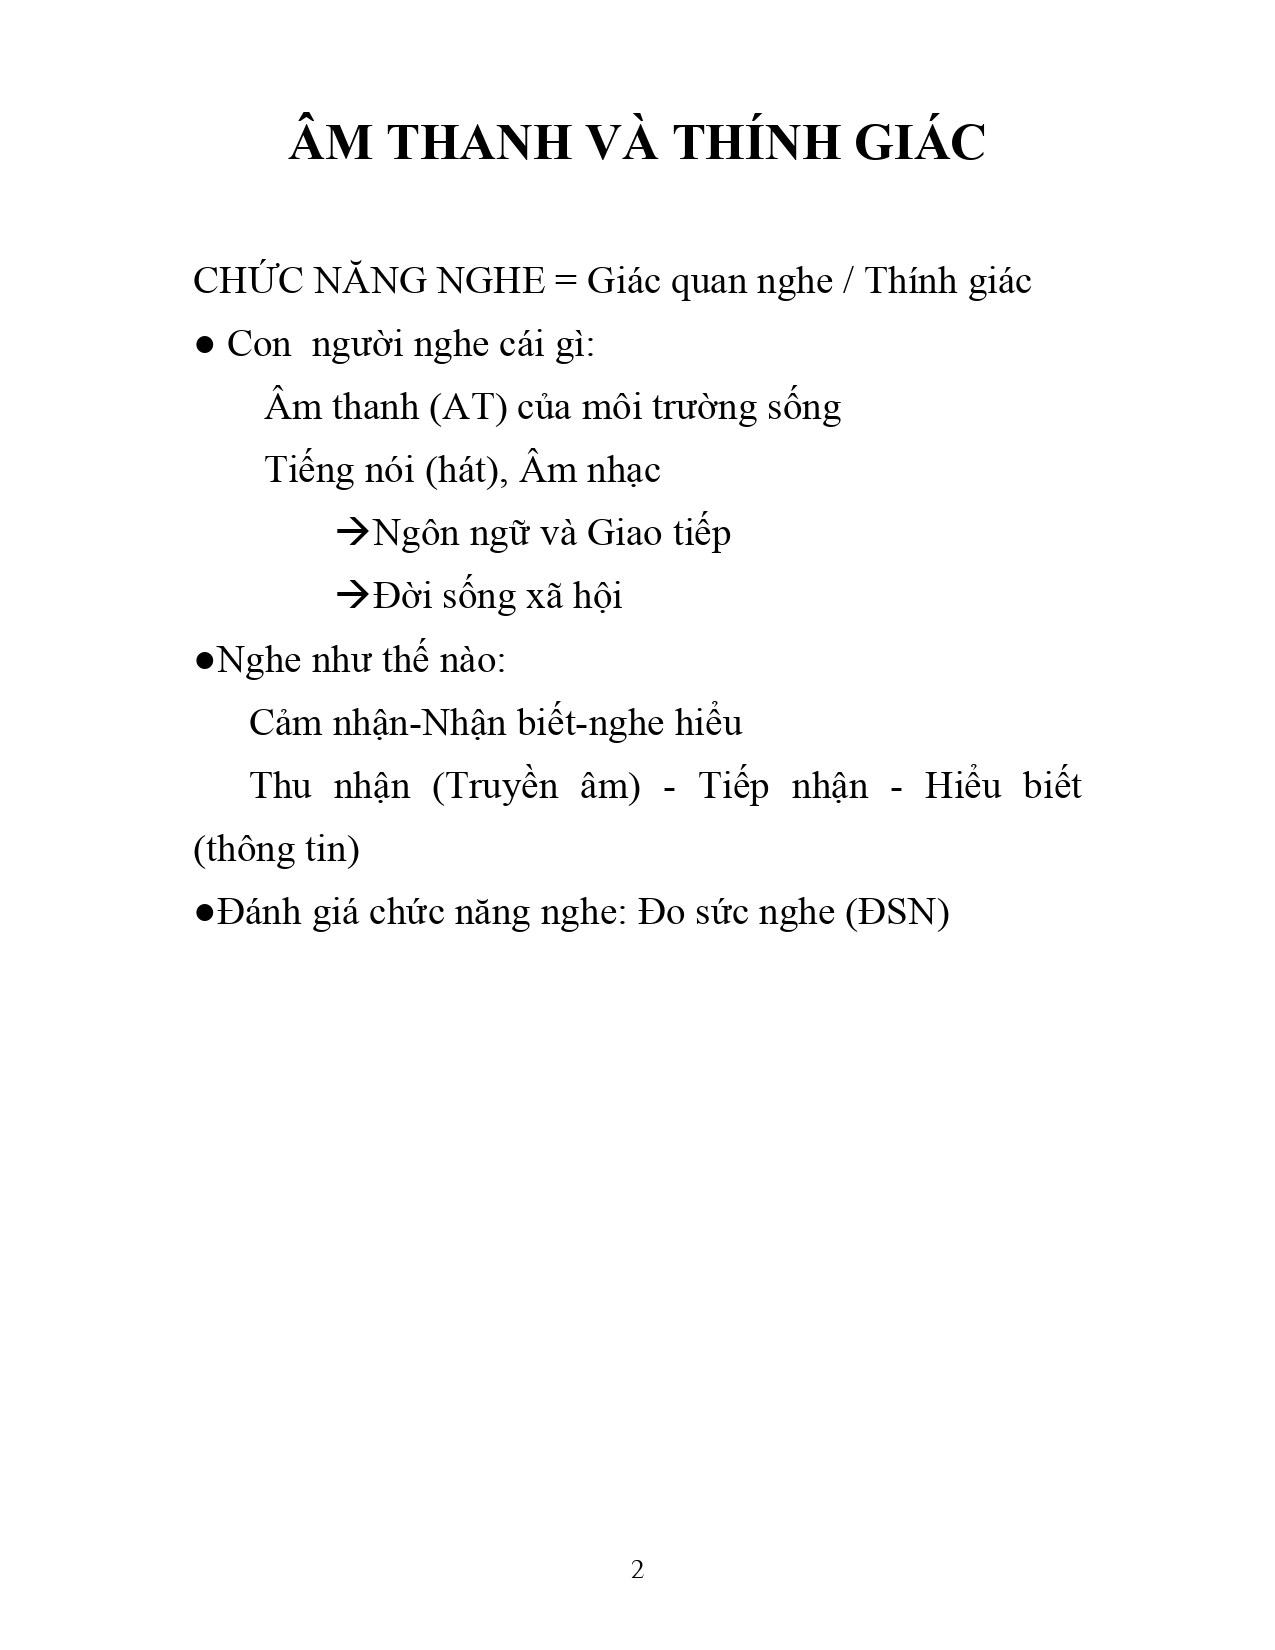 ÂM THANH VÀ THÍNH GIÁC
CHỨC NĂNG NGHE = Giác quan nghe / Thính giác
● Con  người nghe cái gì:
Âm thanh (AT) của môi trường sống
Tiếng nói (hát), Âm nhạc
→Ngôn ngữ và Giao tiếp
→Đời sống xã hội
●Nghe như thế nào:
Cảm nhận-Nhận biết-nghe hiểu
Thu nhận (Truyền âm) - Tiếp nhận - Hiểu biết
(thông tin)
●Đánh giá chức năng nghe: Đo sức nghe (ĐSN)
2